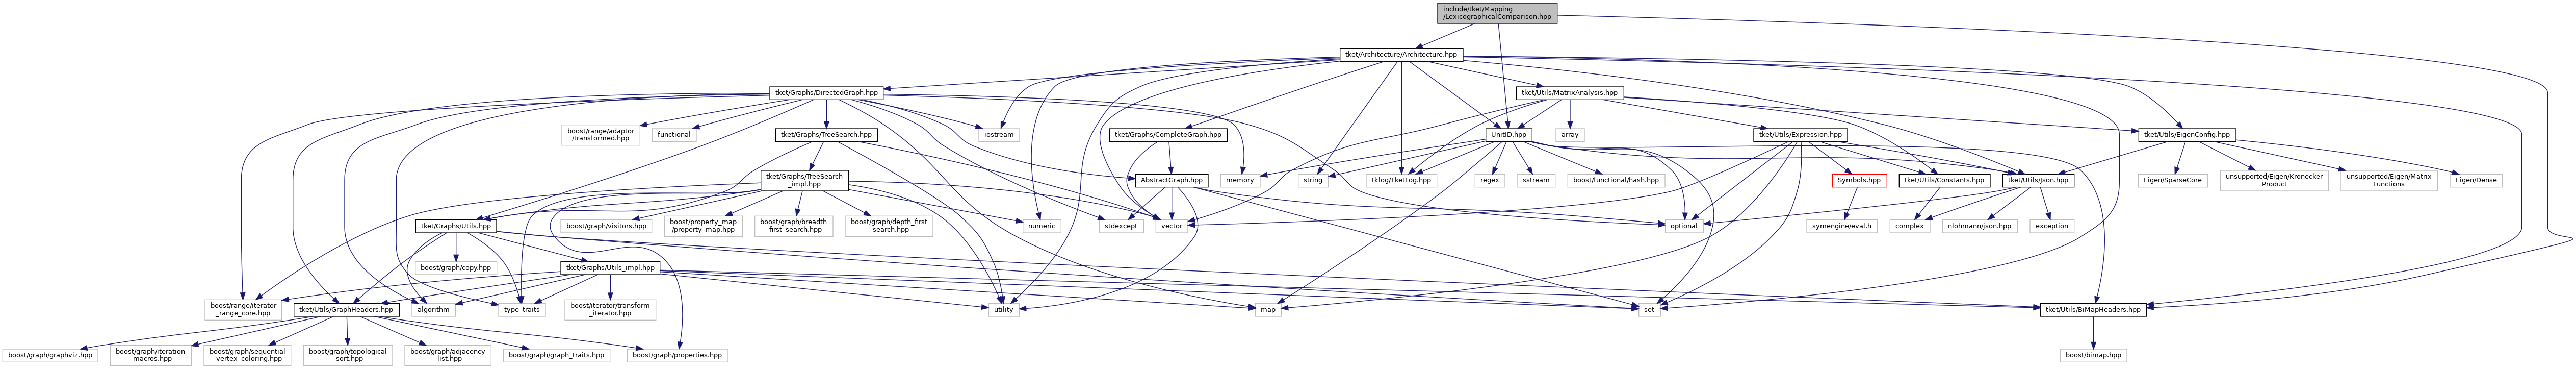 include/tket/Mapping
/LexicographicalComparison.hpp
tket/Architecture/Architecture.hpp
tket/Graphs/DirectedGraph.hpp
tket/Utils/MatrixAnalysis.hpp
boost/range/adaptor
/transformed.hpp
functional
tket/Graphs/TreeSearch.hpp
iostream
tket/Graphs/CompleteGraph.hpp
UnitID.hpp
array
tket/Utils/Expression.hpp
tket/Utils/EigenConfig.hpp
tket/Graphs/TreeSearch
_impl.hpp
AbstractGraph.hpp
memory
string
tklog/TketLog.hpp
regex
sstream
boost/functional/hash.hpp
Symbols.hpp
tket/Utils/Constants.hpp
tket/Utils/Json.hpp
Eigen/SparseCore
unsupported/Eigen/Kronecker
Product
unsupported/Eigen/Matrix
Functions
Eigen/Dense
tket/Graphs/Utils.hpp
boost/graph/visitors.hpp
boost/property_map
/property_map.hpp
boost/graph/breadth
_first_search.hpp
boost/graph/depth_first
_search.hpp
numeric
stdexcept
vector
optional
symengine/eval.h
complex
nlohmann/json.hpp
exception
boost/graph/copy.hpp
tket/Graphs/Utils_impl.hpp
boost/range/iterator
_range_core.hpp
tket/Utils/GraphHeaders.hpp
algorithm
type_traits
boost/iterator/transform
_iterator.hpp
utility
map
set
tket/Utils/BiMapHeaders.hpp
boost/graph/graphviz.hpp
boost/graph/iteration
_macros.hpp
boost/graph/sequential
_vertex_coloring.hpp
boost/graph/topological
_sort.hpp
boost/graph/adjacency
_list.hpp
boost/graph/graph_traits.hpp
boost/graph/properties.hpp
boost/bimap.hpp